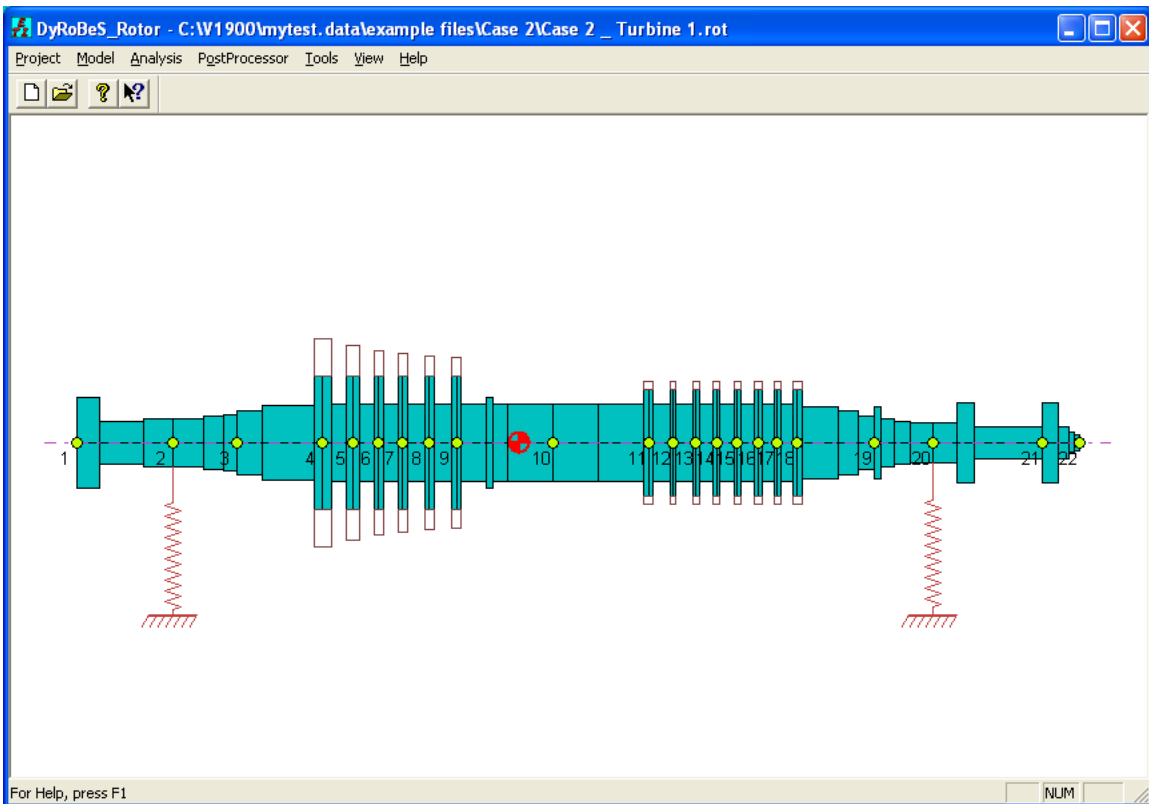 DyRoBeS_Rotor - C:\V1900\mytest.data\example files\Case 2\Case 2 _ Turbine 1.rot
Project Model Analysis PostProcessor Tools View Help
1 2 3 4 5 6 7 8 9 10 11 12 13 14 15 16 17 18 19 20 21 22
For Help, press F1 NUM